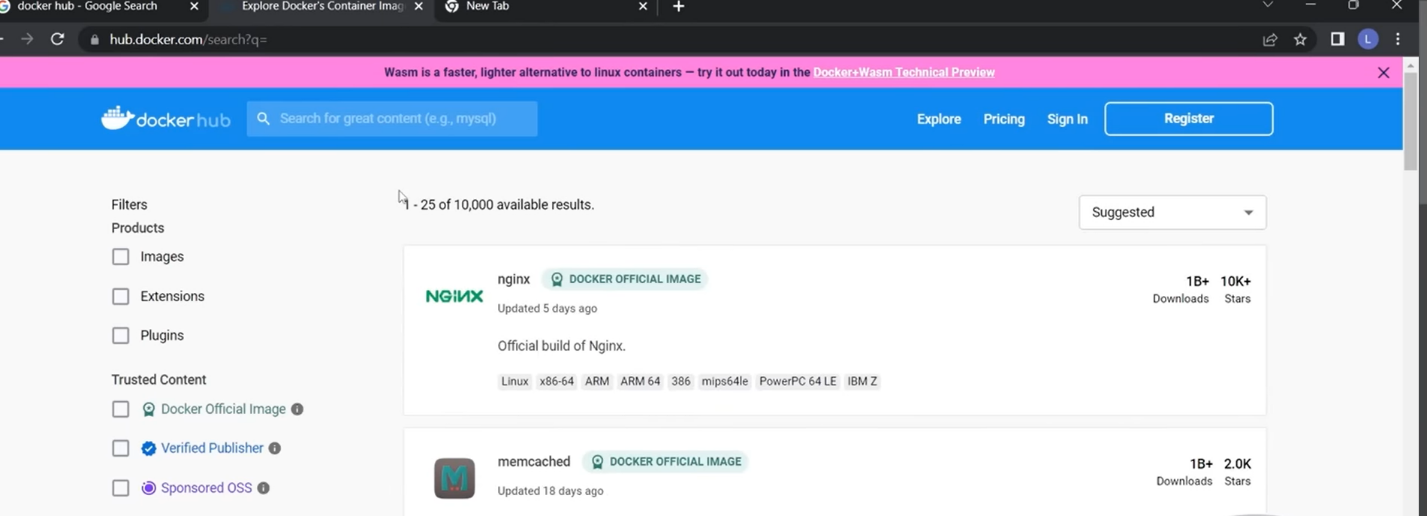 docker hub - Google Search
Explore Docker's Container Imag
New Tab
hub.docker.com/search?q=
L
Wasm is a faster, lighter alternative to linux containers — try it out today in the Docker+Wasm Technical Preview
docker hub
Search for great content (e.g., mysql)
Explore
Pricing
Sign In
Register
Filters
1 - 25 of 10,000 available results.
Suggested
Products
Images
Extensions
Plugins
Trusted Content
Docker Official Image
Verified Publisher
Sponsored OSS
NGINX
nginx
DOCKER OFFICIAL IMAGE
Updated 5 days ago
1B+ 10K+
Downloads Stars
Official build of Nginx.
Linux x86-64 ARM ARM 64 386 mips64le PowerPC 64 LE IBM Z
M
memcached
DOCKER OFFICIAL IMAGE
Updated 18 days ago
1B+ 2.0K
Downloads Stars